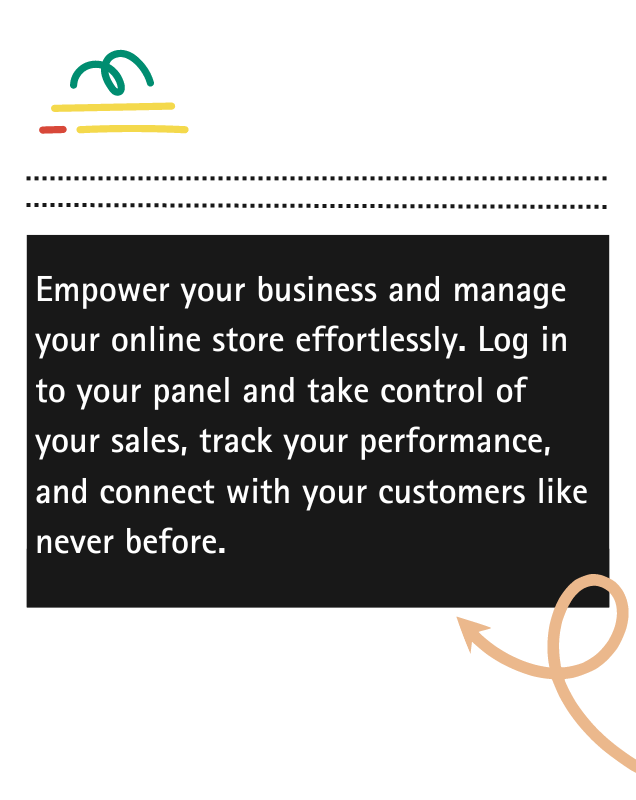 Empower your business and manage
your online store effortlessly. Log in
to your panel and take control of
your sales, track your performance,
and connect with your customers like
never before.